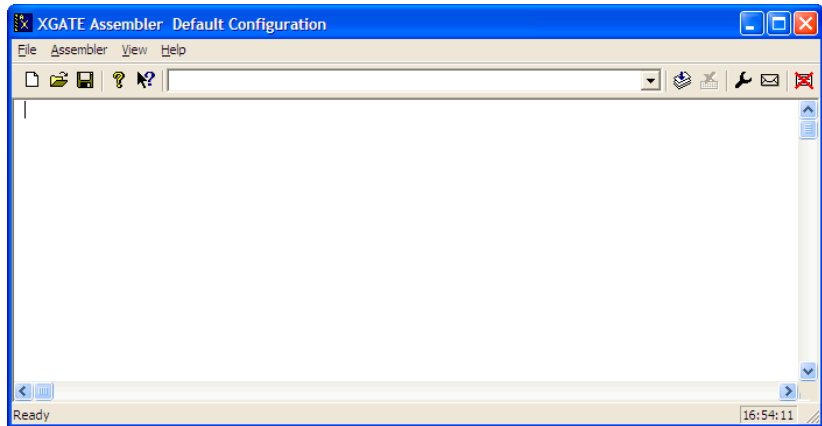 XGATE Assembler Default Configuration
File Assembler View Help
Ready
16:54:11